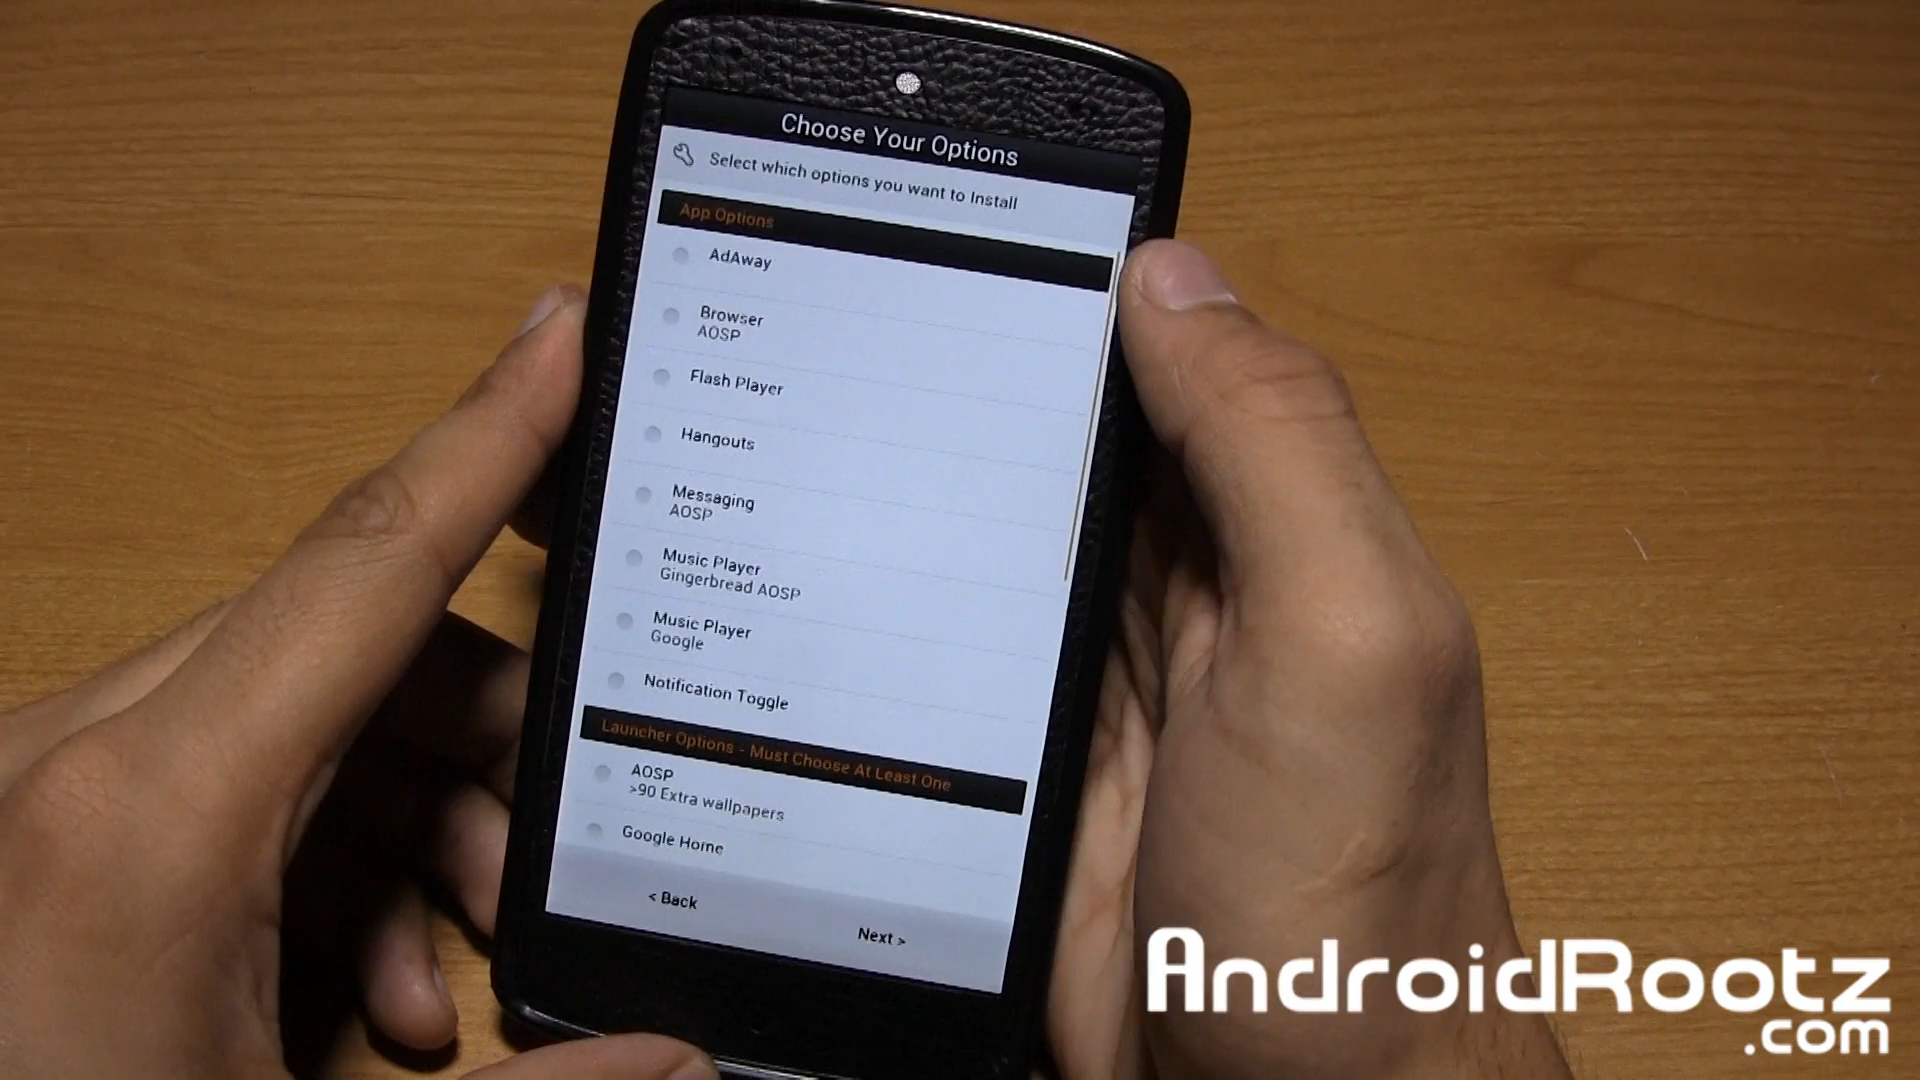 Choose Your Options
Select which options you want to Install
App Options
AdAway
Browser
AOSP
Flash Player
Hangouts
Messaging
AOSP
Music Player
Gingerbread AOSP
Music Player
Google
Notification Toggle
Launcher Options - Must Choose At Least One
AOSP
>90 Extra wallpapers
Google Home
< Back
Next >
AndroidRootz
.com